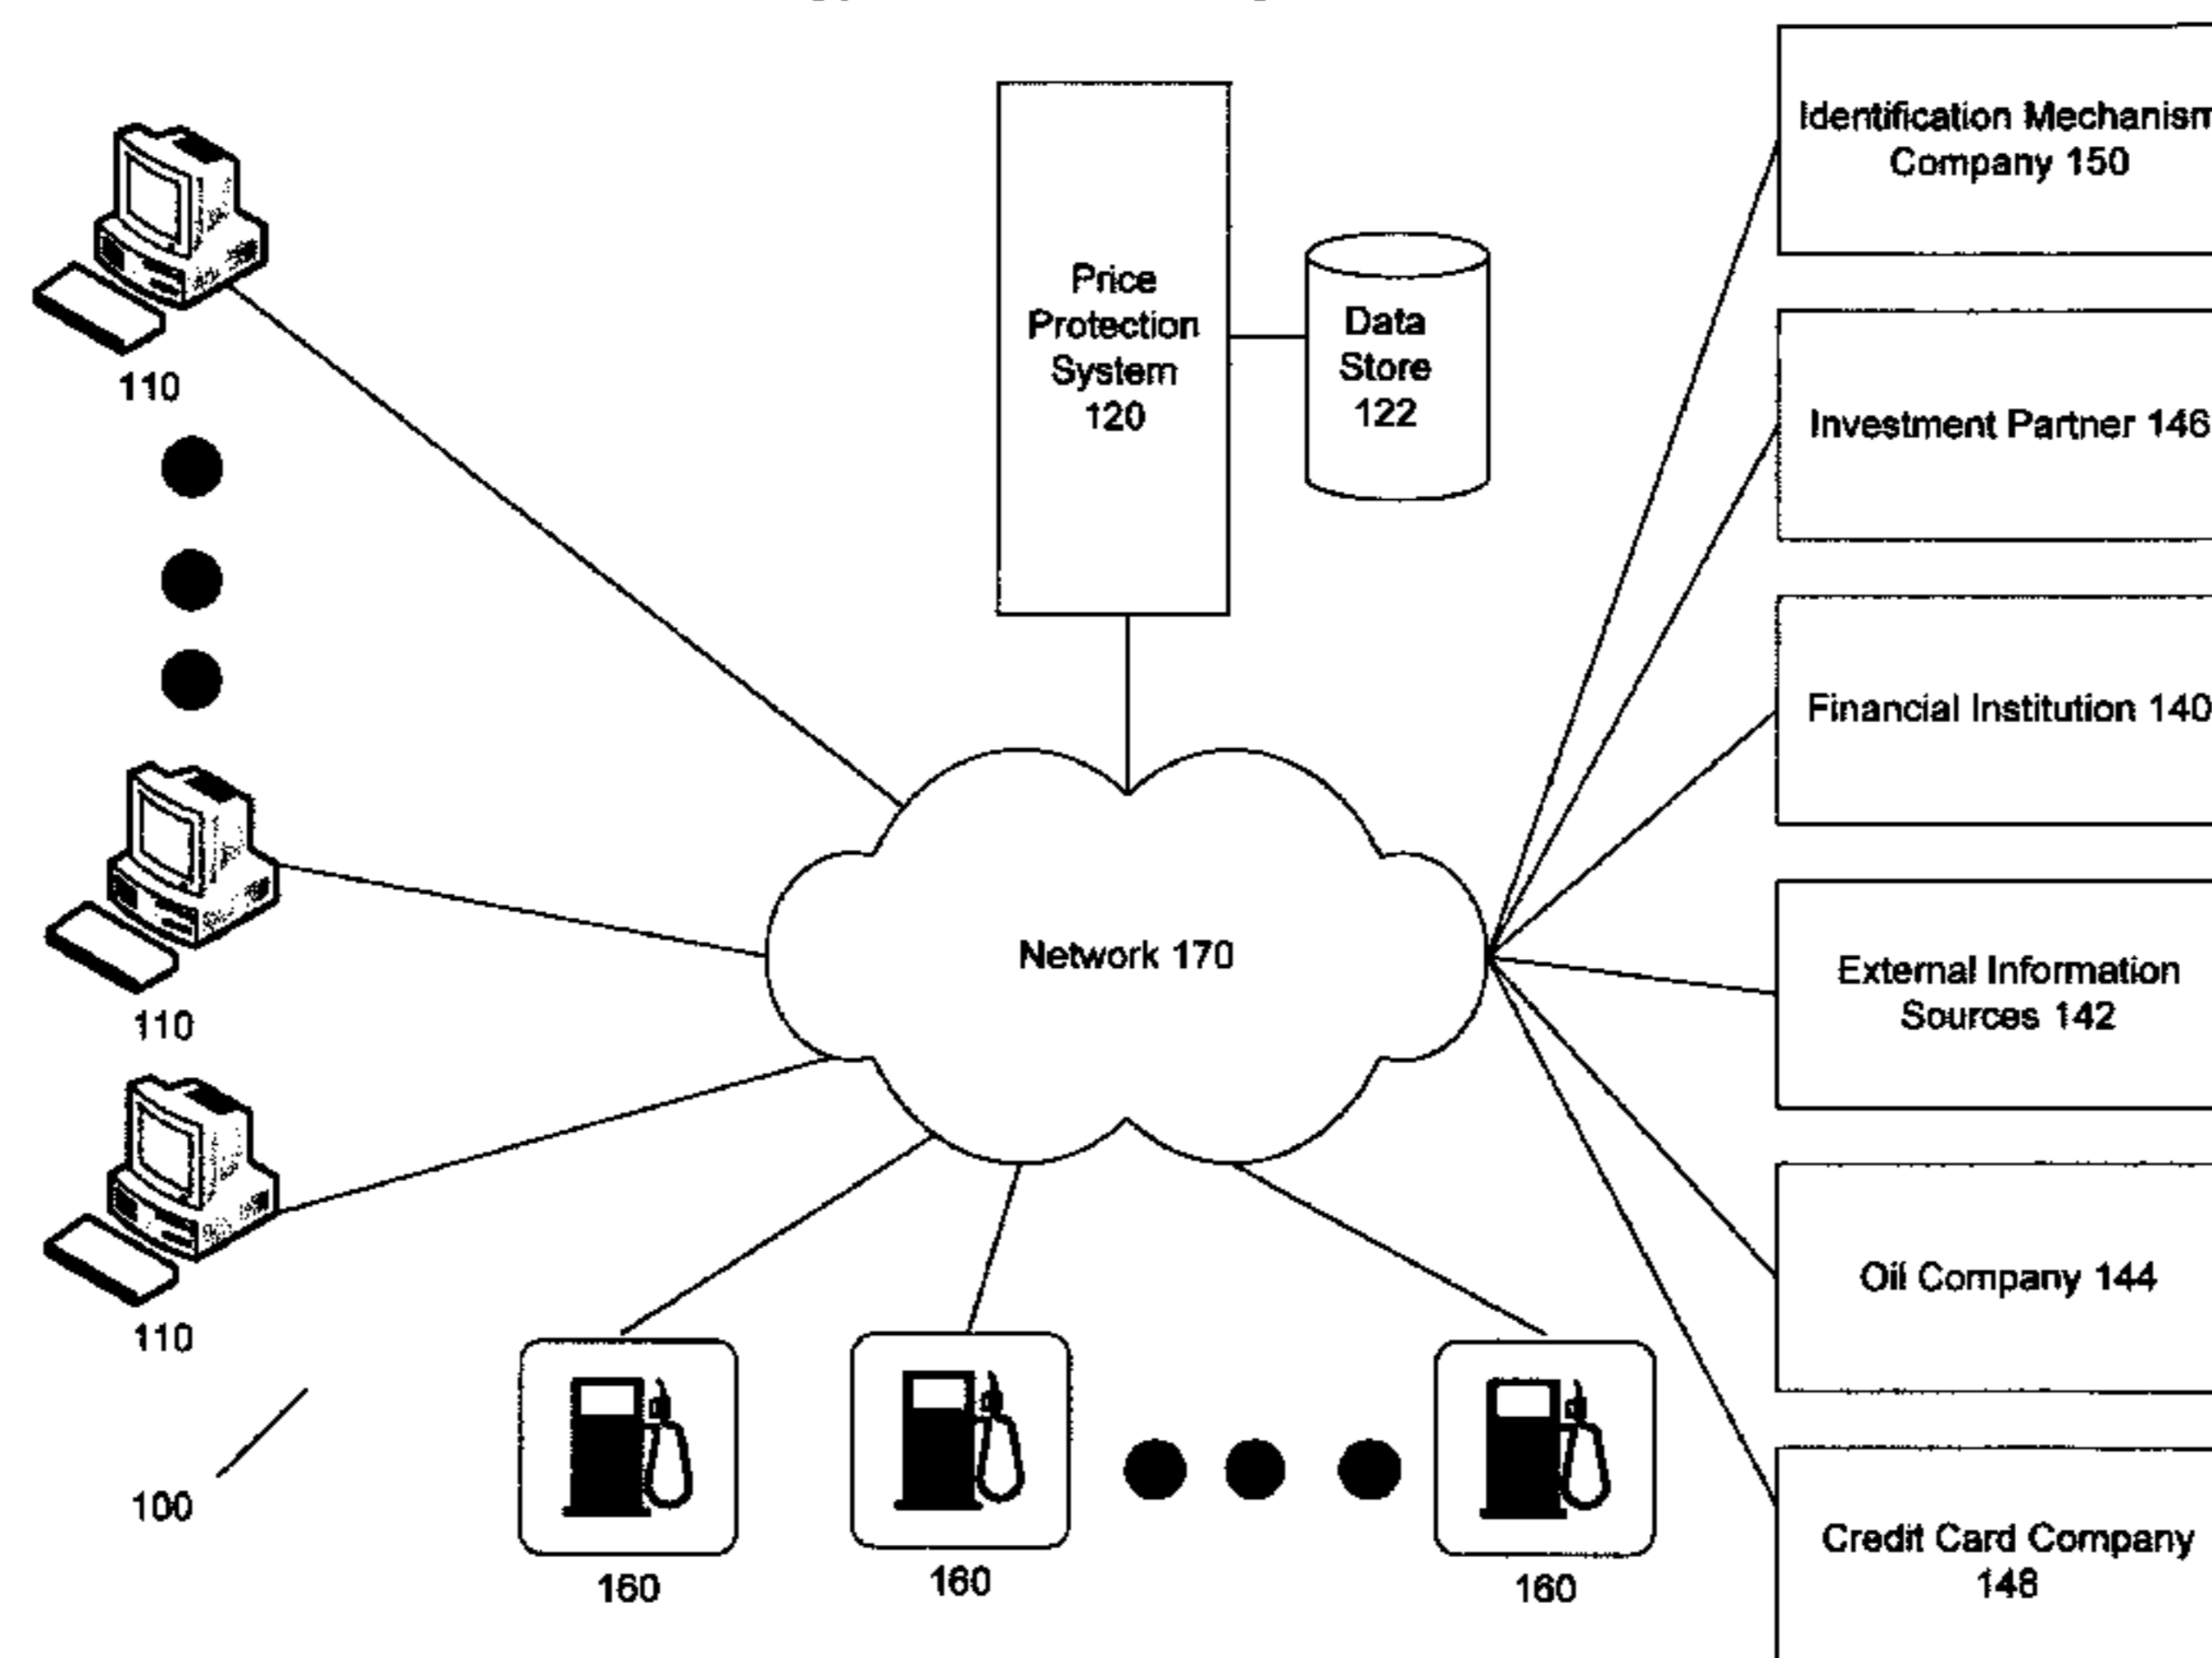 Identification Mechanism
Company 150
Price
Protection
System
120
Data
Store
122
110
Investment Partner 146
Financial Institution 140
110
Network 170
External Information
Sources 142
110
Oil Company 144
100
160
160
160
Credit Card Company
148